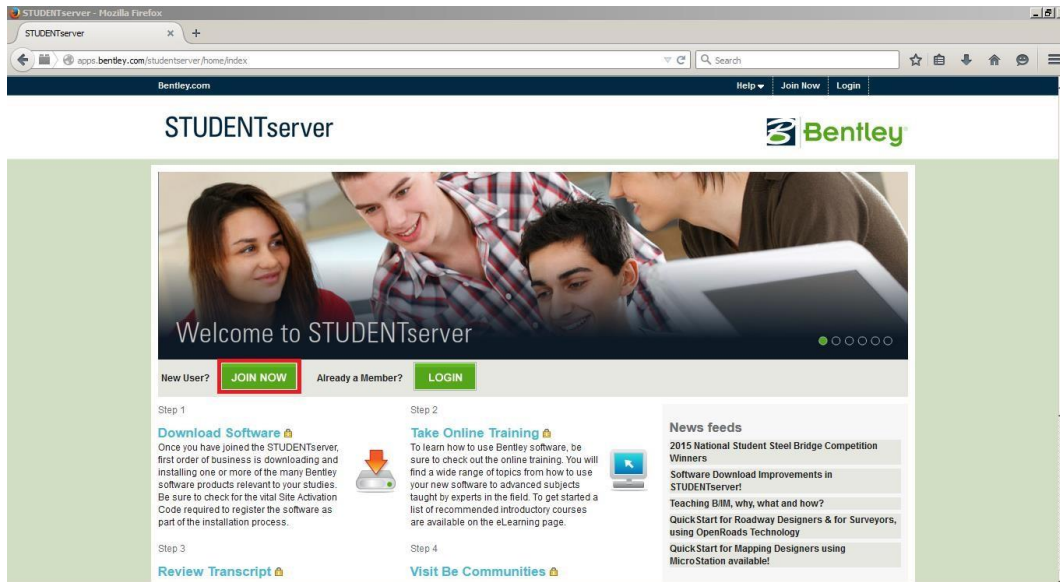 STUDENTserver - Mozilla Firefox
STUDENTserver
apps.bentley.com/studentserver/home/index
Search
Bentley.com
Help
Join Now
Login
STUDENTserver
Bentley
Welcome to STUDENTserver
New User?
JOIN NOW
Already a Member?
LOGIN
Step 1
Download Software
Once you have joined the STUDENTserver,
first order of business is downloading and
installing one or more of the many Bentley
software products relevant to your studies.
Be sure to check for the vital Site Activation
Code required to register the software as
part of the installation process.
Step 2
Take Online Training
To learn how to use Bentley software, be
sure to check out the online training. You will
find a wide range of topics from how to use
your new software to advanced subjects
taught by experts in the field. To get started a
list of recommended introductory courses
are available on the eLearning page.
News feeds
2015 National Student Steel Bridge Competition
Winners
Software Download Improvements in
STUDENTserver!
Teaching B/IM, why, what and how?
QuickStart for Roadway Designers & for Surveyors,
using OpenRoads Technology
QuickStart for Mapping Designers using
MicroStation available!
Step 3
Review Transcript
Step 4
Visit Be Communities